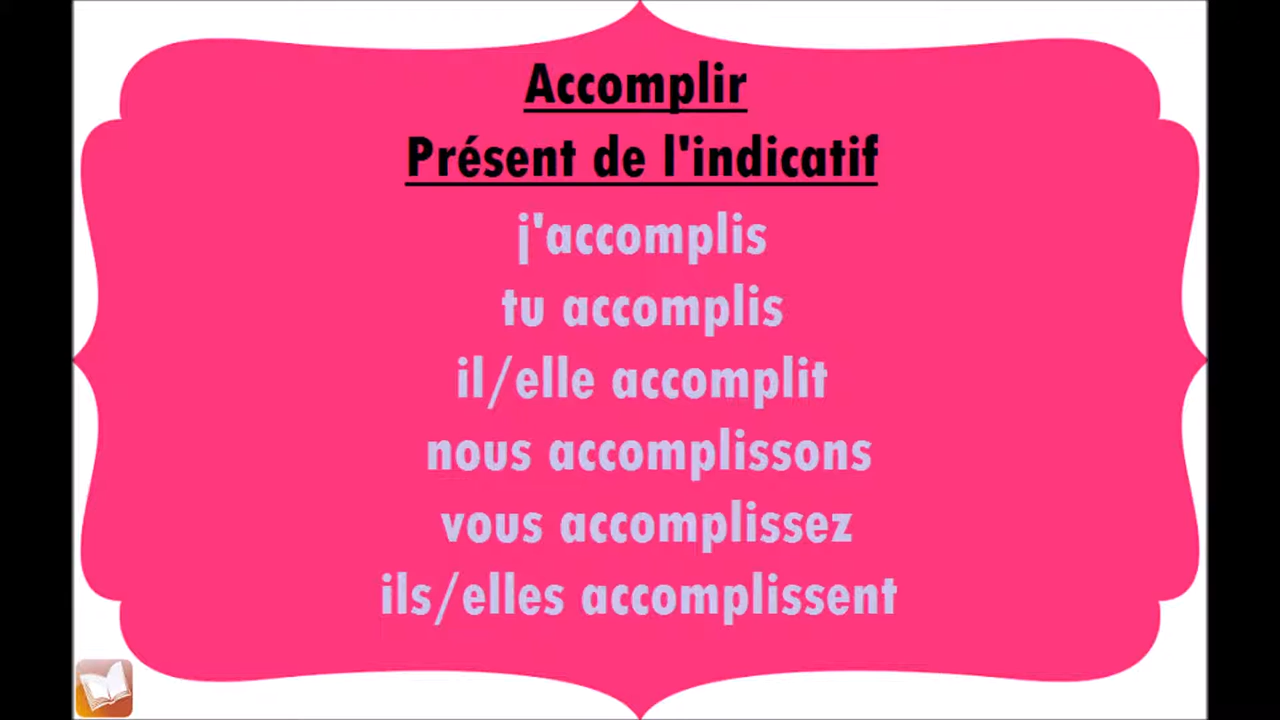 Accomplir
Présent de l'indicatif
j'accomplis
tu accomplis
il/elle accomplit
nous accomplissons
vous accomplissez
ils/elles accomplissent